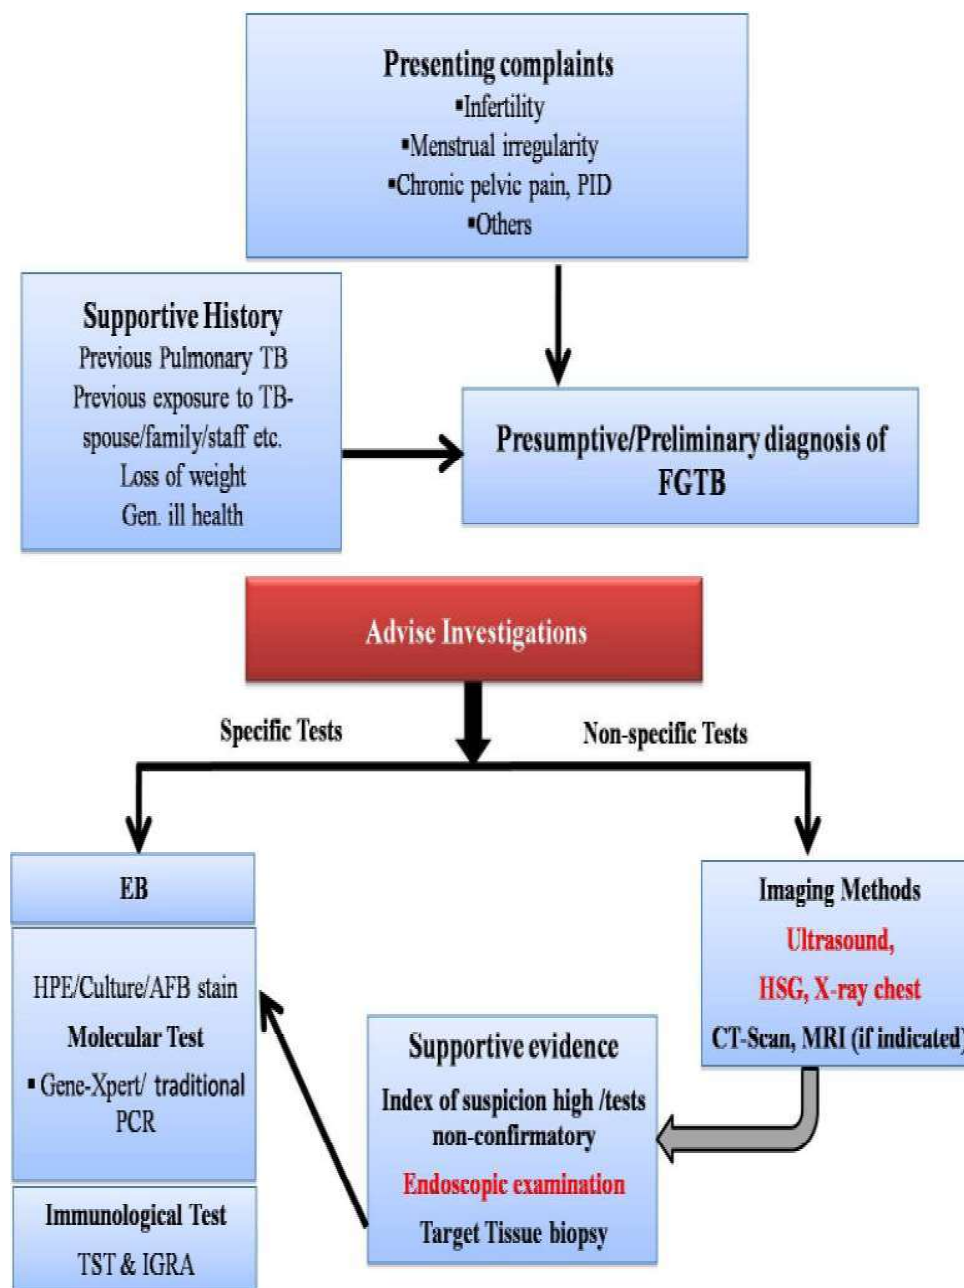 Presenting complaints
▪Infertility
▪Menstrual irregularity
▪Chronic pelvic pain, PID
▪Others
Supportive History
Previous Pulmonary TB
Previous exposure to TB-
spouse/family/staff etc.
Loss of weight
Gen. ill health
Presumptive/Preliminary diagnosis of
FGTB
Advise Investigations
Specific Tests
Non-specific Tests
EB
HPE/Culture/AFB stain
Molecular Test
▪ Gene-Xpert/ traditional
PCR
Immunological Test
TST & IGRA
Imaging Methods
Ultrasound,
HSG, X-ray chest
CT-Scan, MRI (if indicated)
Supportive evidence
Index of suspicion high /tests
non-confirmatory
Endoscopic examination
Target Tissue biopsy